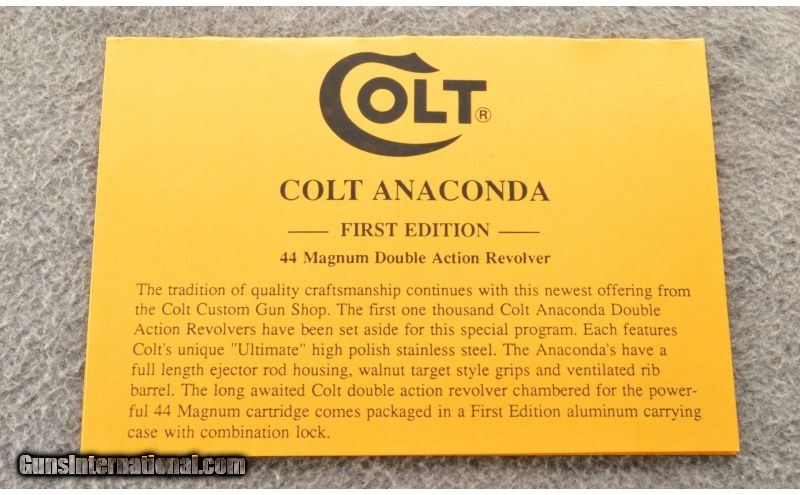 COLT®
COLT ANACONDA
— FIRST EDITION —
44 Magnum Double Action Revolver
The tradition of quality craftsmanship continues with this newest offering from
the Colt Custom Gun Shop. The first one thousand Colt Anaconda Double
Action Revolvers have been set aside for this special program. Each features
Colt's unique "Ultimate" high polish stainless steel. The Anaconda's have a
full length ejector rod housing, walnut target style grips and ventilated rib
barrel. The long awaited Colt double action revolver chambered for the power-
ful 44 Magnum cartridge comes packaged in a First Edition aluminum carrying
case with combination lock.
GunsInternational.com